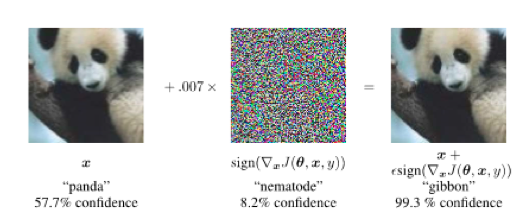 + .007 ×
=
x
sign(∇ₓJ(θ, x, y))
x +
ϵsign(∇ₓJ(θ, x, y))
“panda”
“nematode”
“gibbon”
57.7% confidence
8.2% confidence
99.3 % confidence